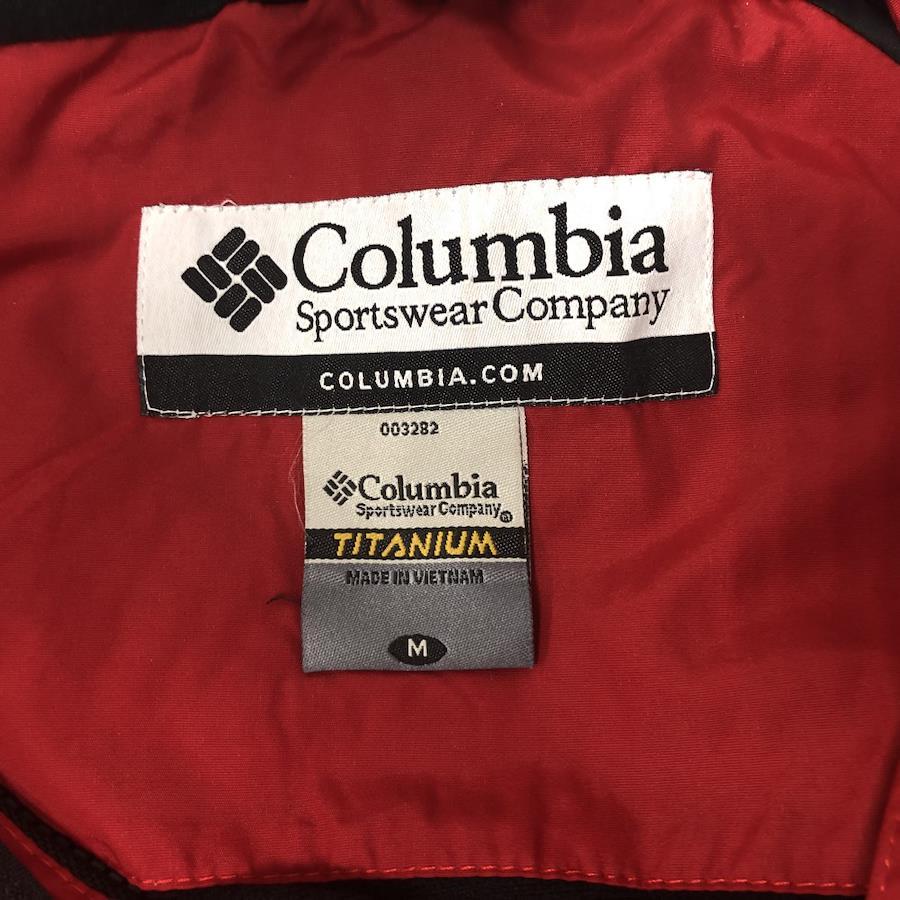 Columbia
Sportswear Company
COLUMBIA.COM
003282
Columbia
Sportswear Company
TITANIUM
MADE IN VIETNAM
M